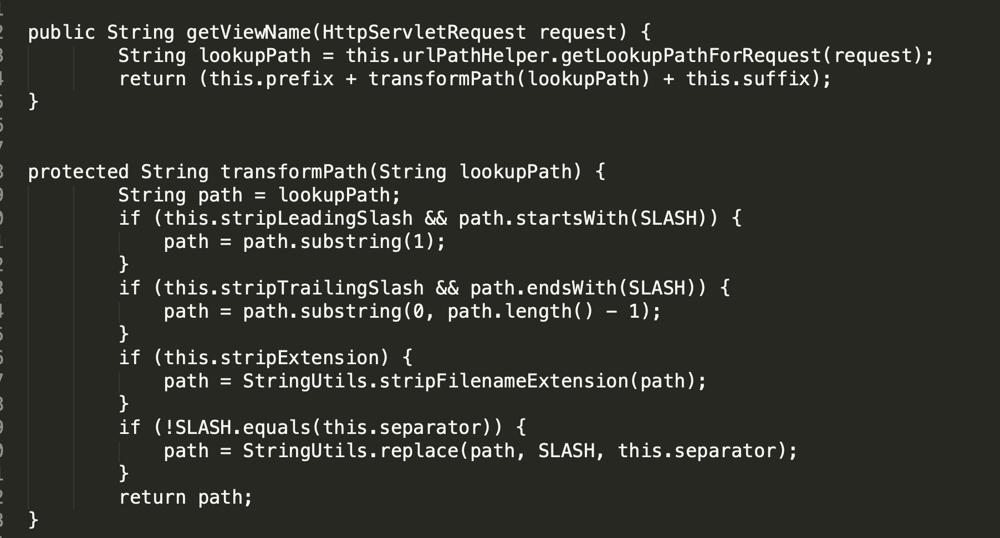 public String getViewName(HttpServletRequest request) {
String lookupPath = this.urlPathHelper.getLookupPathForRequest(request);
return (this.prefix + transformPath(lookupPath) + this.suffix);
}
protected String transformPath(String lookupPath) {
String path = lookupPath;
if (this.stripLeadingSlash && path.startsWith(SLASH)) {
path = path.substring(1);
}
if (this.stripTrailingSlash && path.endsWith(SLASH)) {
path = path.substring(0, path.length() - 1);
}
if (this.stripExtension) {
path = StringUtils.stripFilenameExtension(path);
}
if (!SLASH.equals(this.separator)) {
path = StringUtils.replace(path, SLASH, this.separator);
}
return path;
}